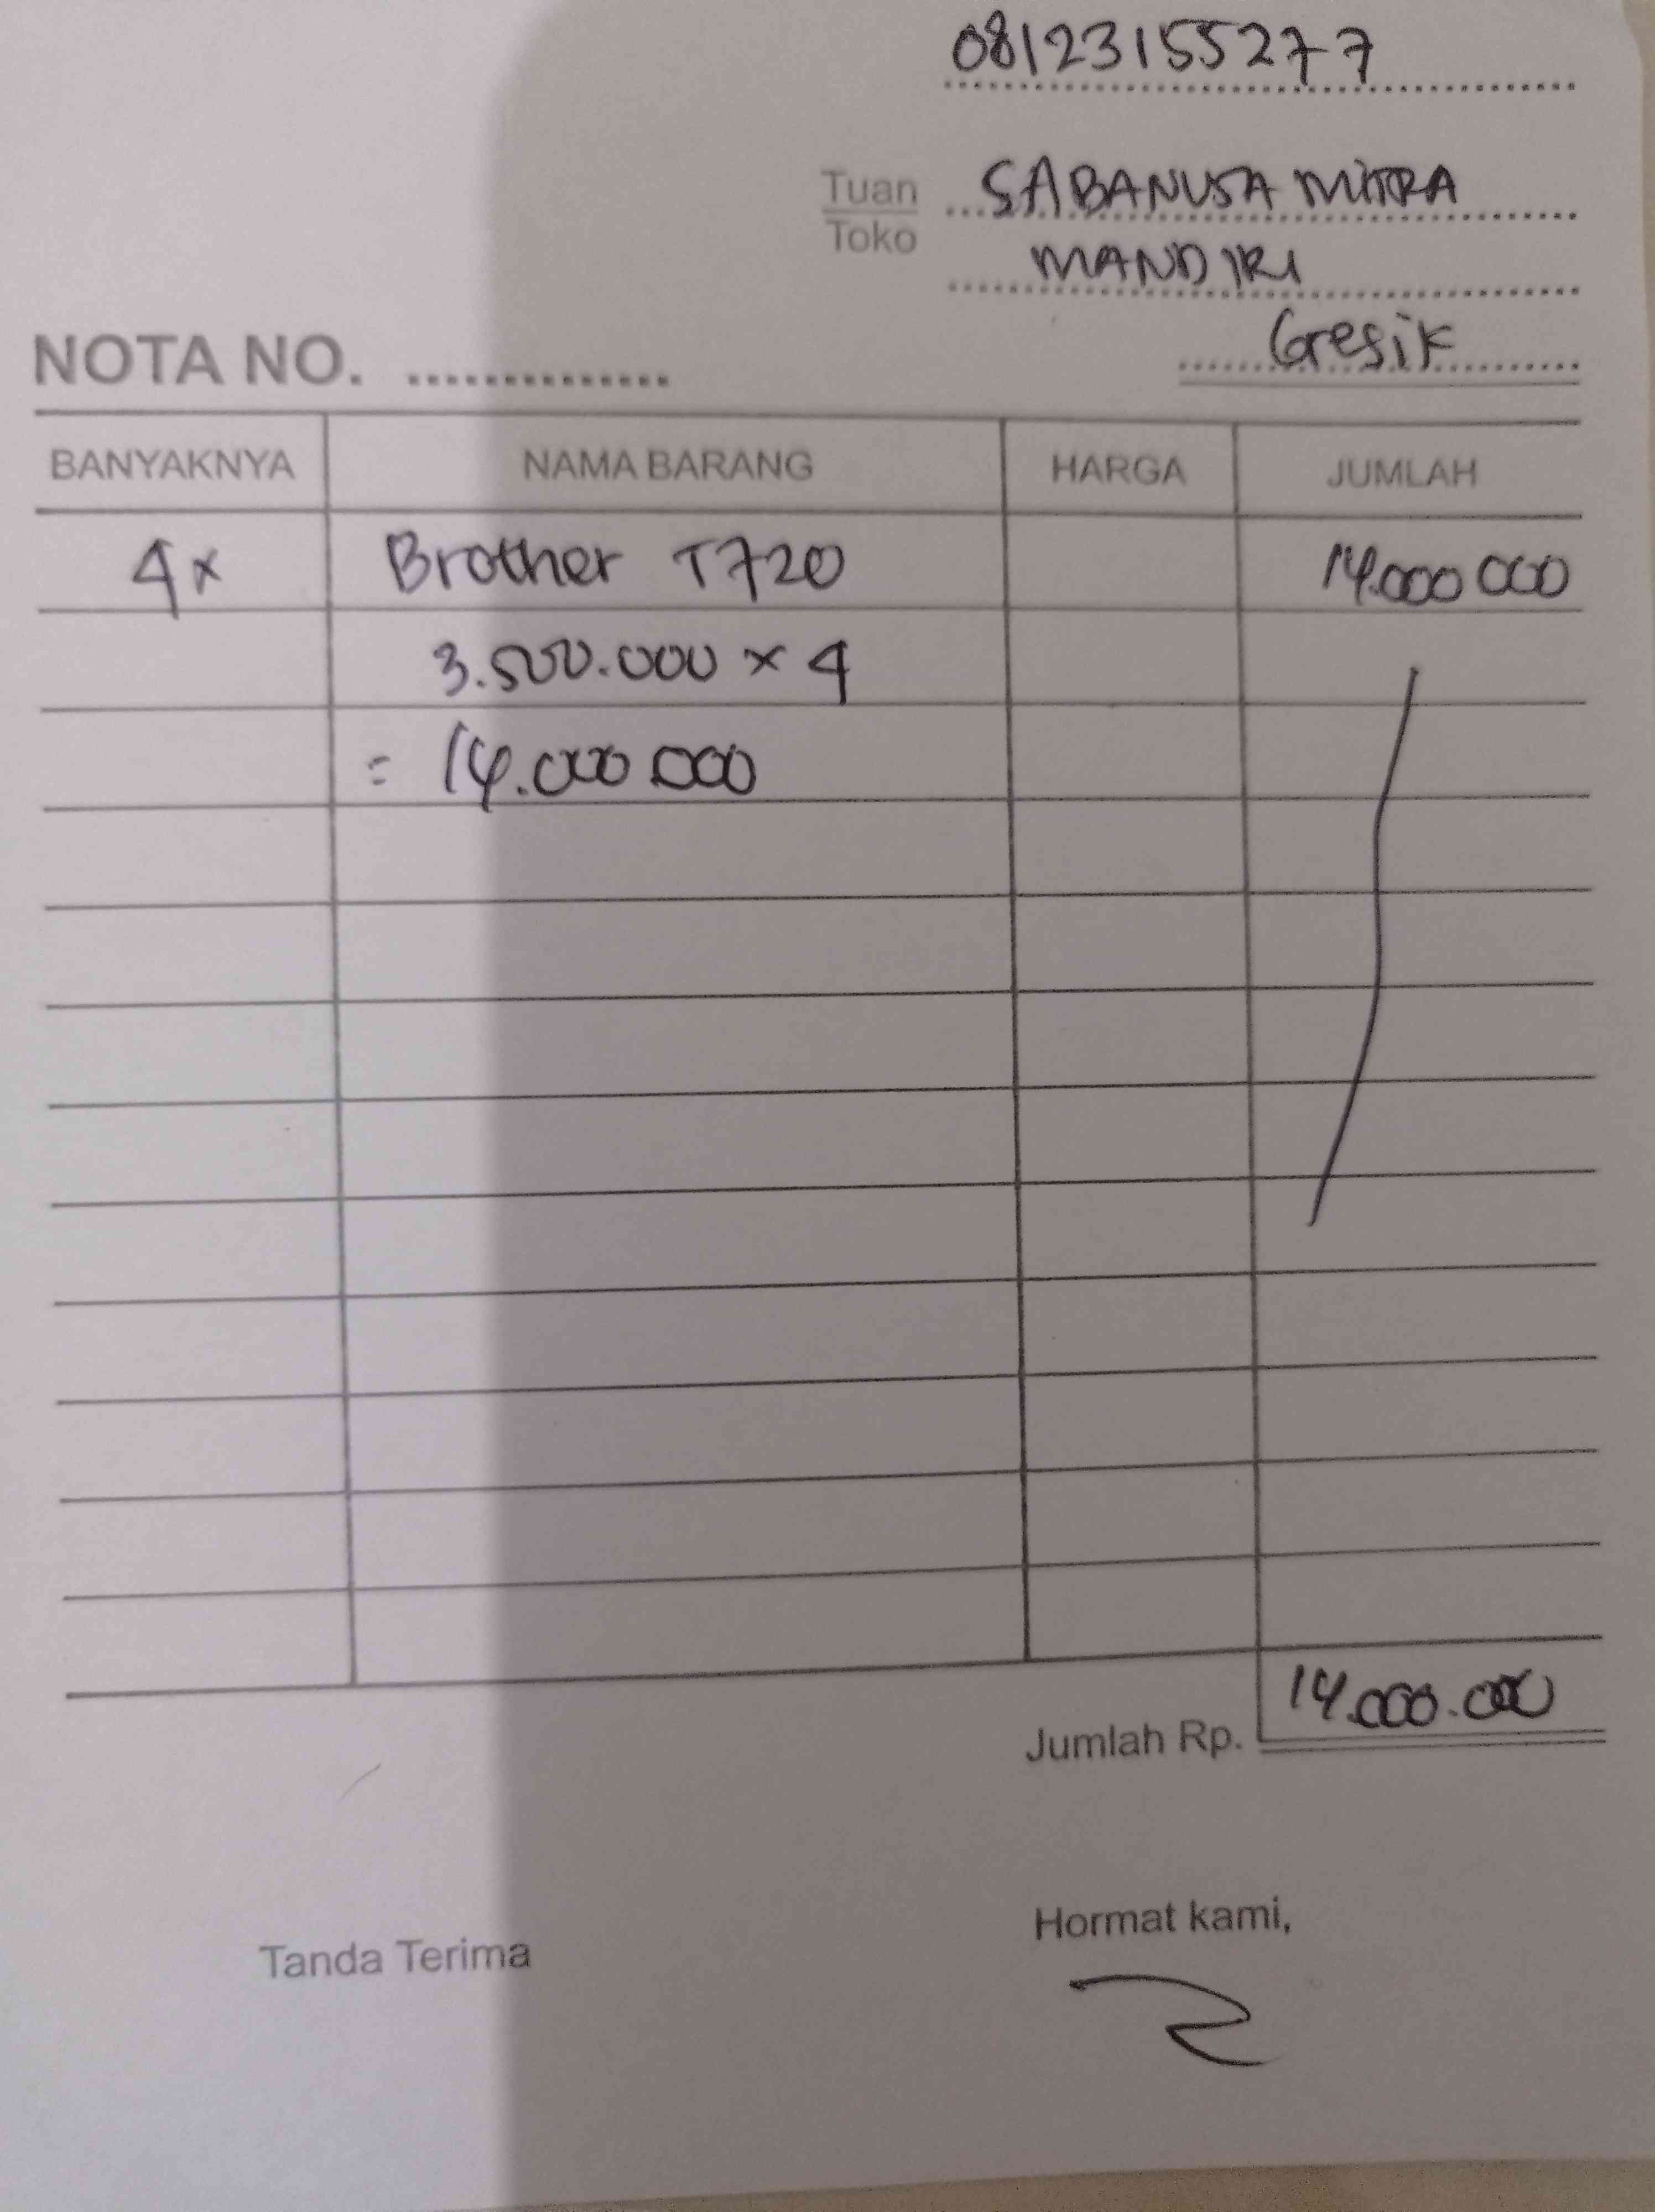 081231555277
Tuan SABANUSA MITRA
Toko MANDIRI
NOTA NO. .............. Gresik
BANYAKNYA NAMA BARANG HARGA JUMLAH
4x Brother T720 14.000 000
3.500.000 x 4
= 14.000 000
Jumlah Rp. 14.000.000
Tanda Terima Hormat kami,